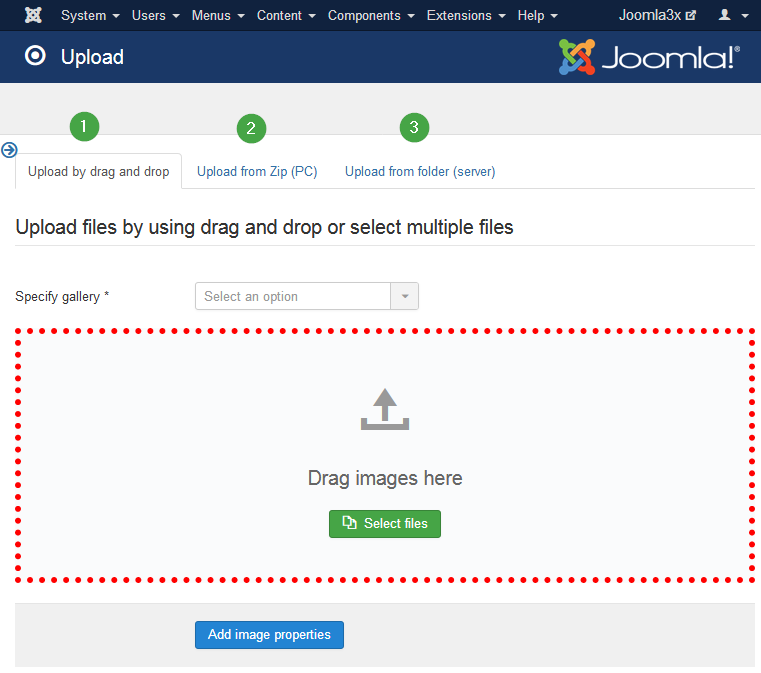 System Users Menus Content Components Extensions Help Joomla3x
Upload Joomla!®
1 2 3
Upload by drag and drop Upload from Zip (PC) Upload from folder (server)
Upload files by using drag and drop or select multiple files
Specify gallery * Select an option
Drag images here
Select files
Add image properties